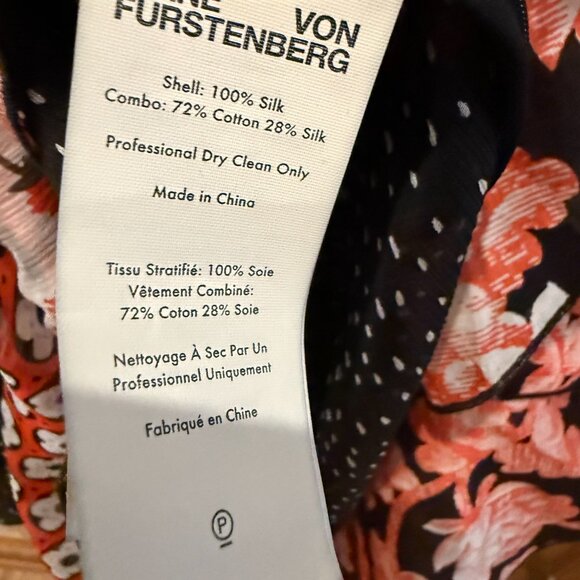 VON
FURSTENBERG
Shell: 100% Silk
Combo: 72% Cotton 28% Silk
Professional Dry Clean Only
Made in China
Tissu Stratifié: 100% Soie
Vêtement Combiné:
72% Coton 28% Soie
Nettoyage À Sec Par Un
Professionnel Uniquement
Fabriqué en Chine
P